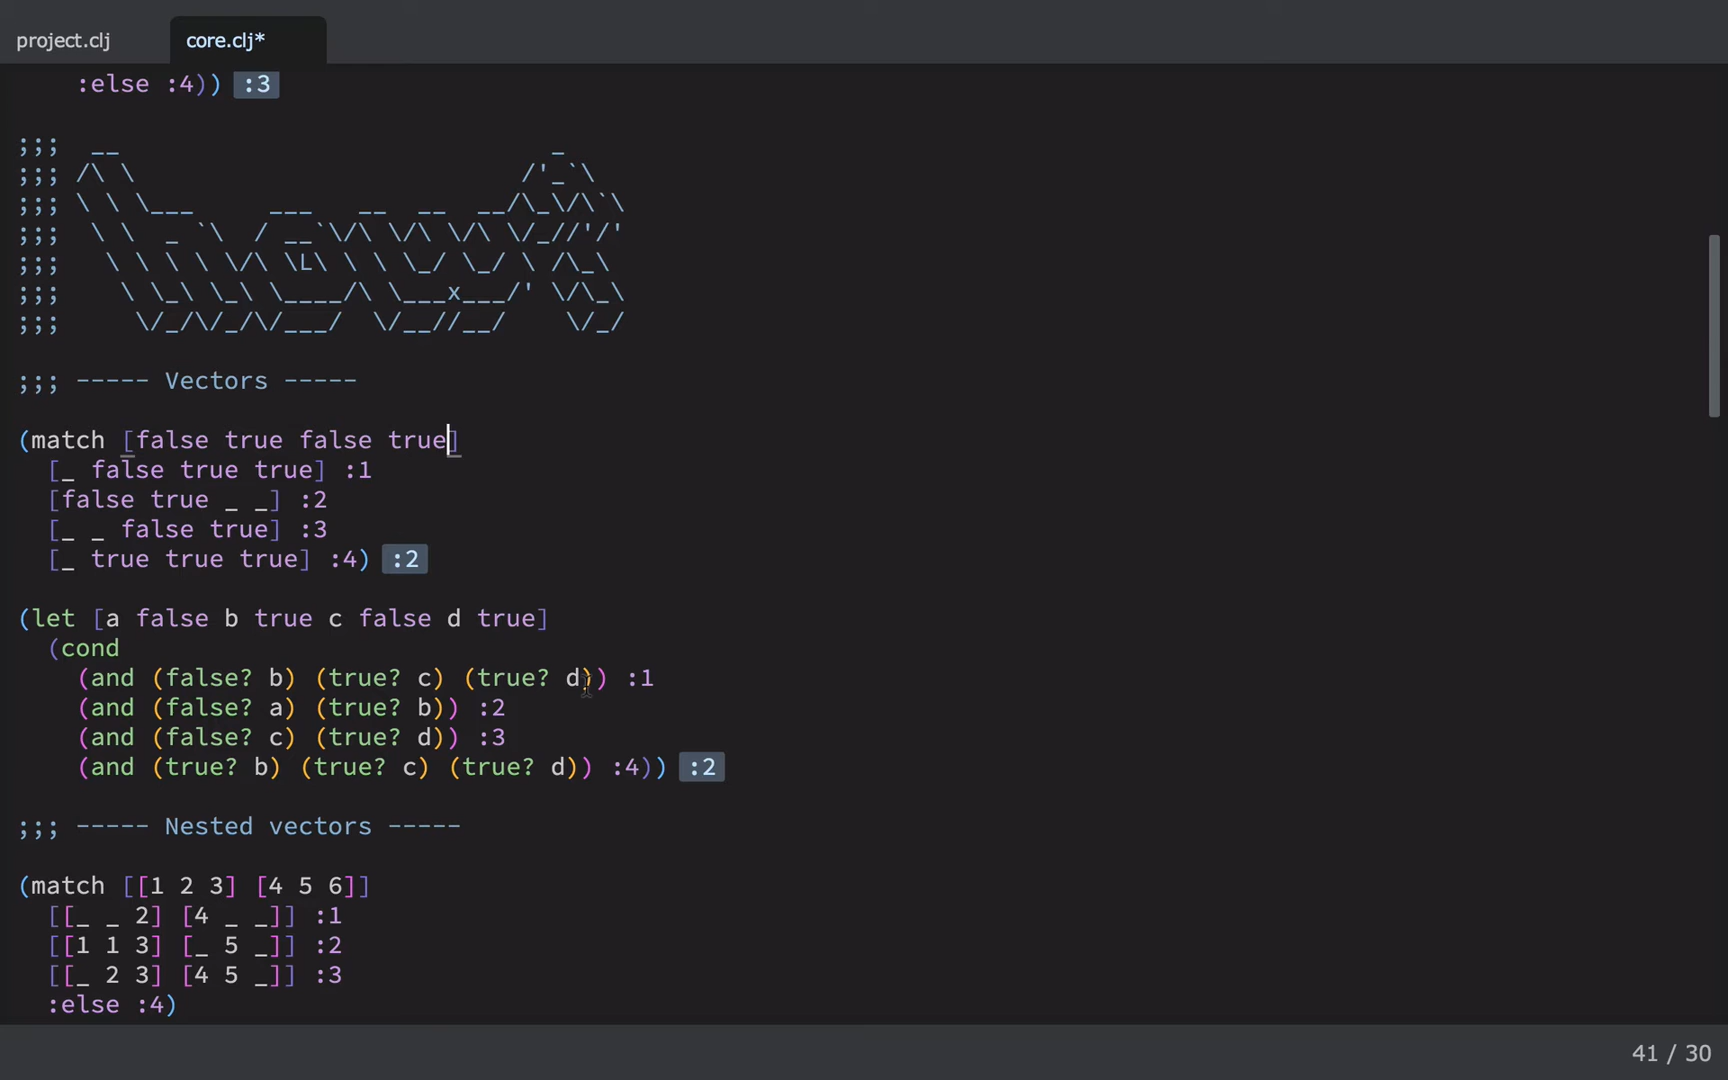 project.clj
core.clj*
:else :4)) :3
;;;  __                              _
;;; /\ \                           /'_`\
;;; \ \ \___     ___   __  __  __/\_\/\`\
;;;  \ \  _ `\  / __`\/\ \/\ \/\ \/_//'/'
;;;   \ \ \ \ \/\ \L\ \ \ \_/ \_/ \ /\_\
;;;    \ \_\ \_\ \____/\ \___x___/' \/\_\
;;;     \/_/\/_/\/___/  \/__//__/    \/_/
;;; ----- Vectors -----
(match [false true false true]
[_ false true true] :1
[false true _ _] :2
[_ _ false true] :3
[_ true true true] :4) :2
(let [a false b true c false d true]
(cond
(and (false? b) (true? c) (true? d)) :1
(and (false? a) (true? b)) :2
(and (false? c) (true? d)) :3
(and (true? b) (true? c) (true? d)) :4)) :2
;;; ----- Nested vectors -----
(match [[1 2 3] [4 5 6]]
[[_ _ 2] [4 _ _]] :1
[[1 1 3] [_ 5 _]] :2
[[_ 2 3] [4 5 _]] :3
:else :4)
41 / 30